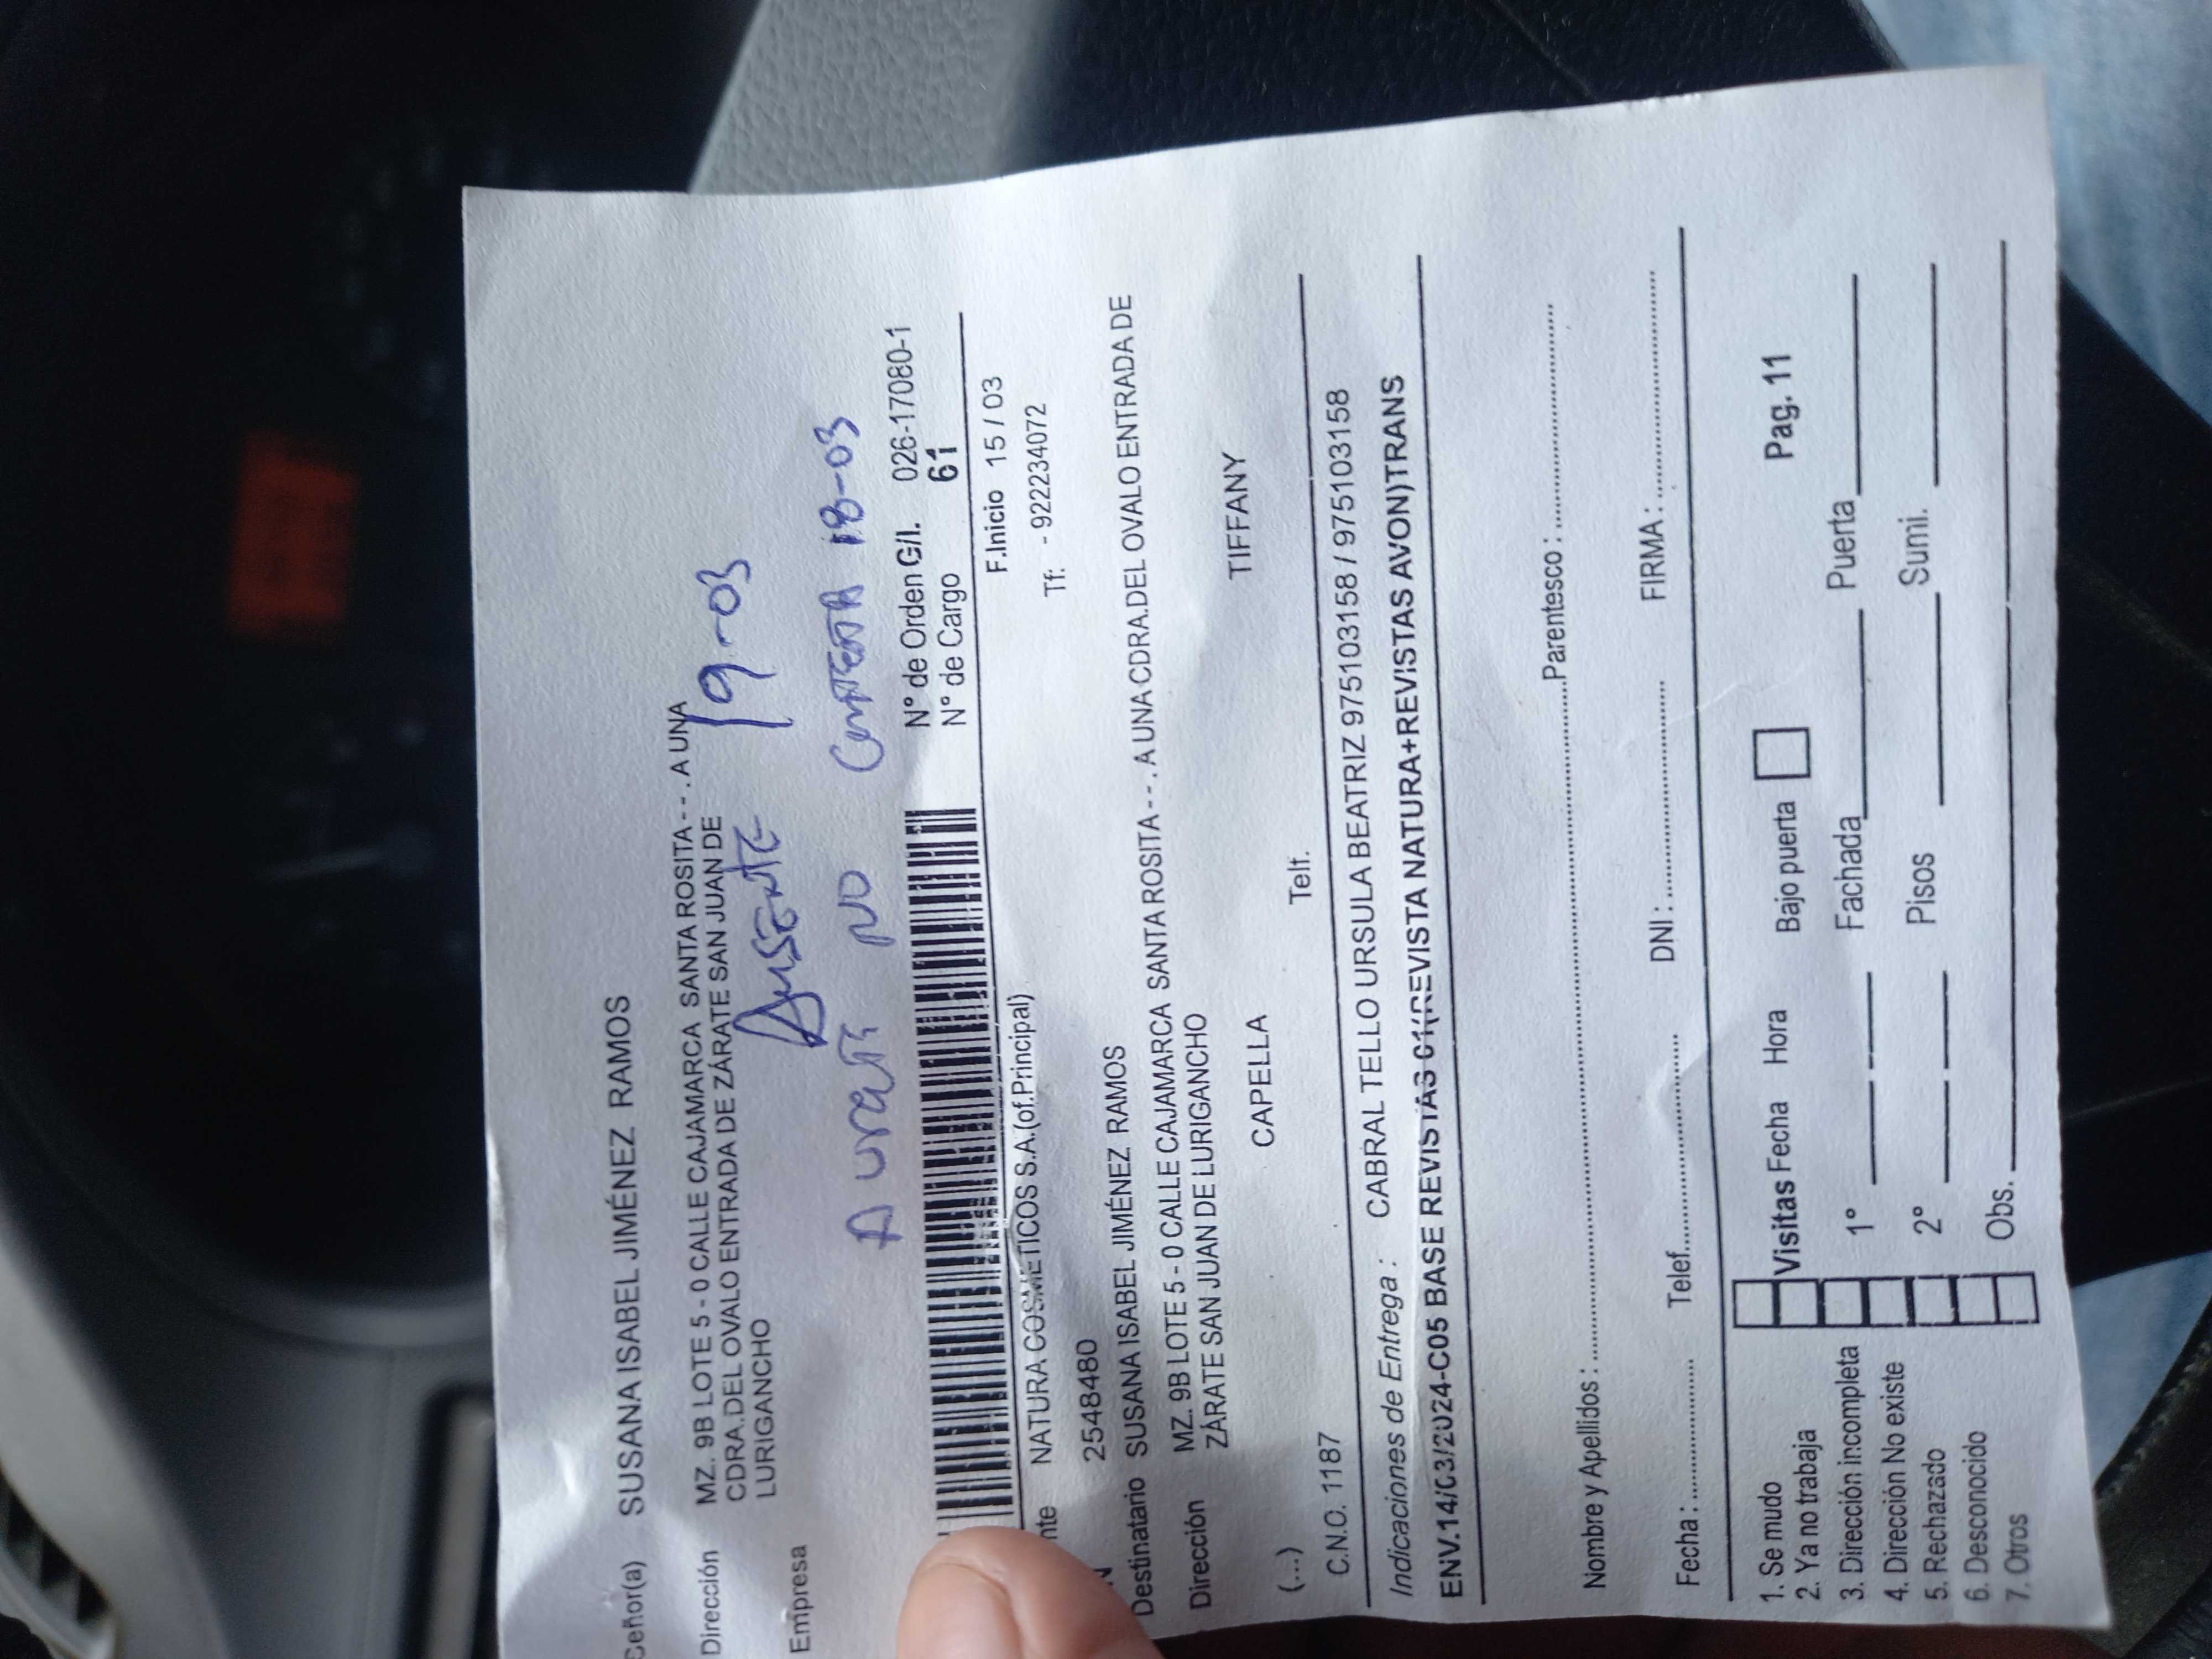 Ceñor(a) SUSANA ISABEL JIMÉNEZ RAMOS
Dirección MZ. 9B LOTE 5 - 0 CALLE CAJAMARCA SANTA ROSITA - - . A UNA
CDRA.DEL OVALO ENTRADA DE ZÁRATE SAN JUAN DE
LURIGANCHO
Empresa
Ausente 19-03
NO Contesta 18-03
Nº de Orden G/I. 026-17080-1
Nº de Cargo 61
nte NATURA COSMETICOS S.A.(of.Principal) F.Inicio 15 / 03
N 2548480 Tf: - 922234072
Destinatario SUSANA ISABEL JIMÉNEZ RAMOS
Dirección MZ. 9B LOTE 5 - 0 CALLE CAJAMARCA SANTA ROSITA - - . A UNA CDRA.DEL OVALO ENTRADA DE
ZÁRATE SAN JUAN DE LURIGANCHO
(...) CAPELLA TIFFANY
C.N.O. 1187 Telf.
Indicaciones de Entrega : CABRAL TELLO URSULA BEATRIZ 975103158 / 975103158
ENV.14/C3/2024-C05 BASE REVISTAS 01(REVISTA NATURA+REVISTAS AVON)TRANS
Nombre y Apellidos : Parentesco :
Fecha : Telef. DNI : FIRMA :
1. Se mudo Visitas Fecha Hora Bajo puerta Pag. 11
2. Ya no trabaja
3. Dirección incompleta 1° Fachada Puerta
4. Dirección No existe
5. Rechazado 2° Pisos Sumi.
6. Desconocido
7. Otros Obs.